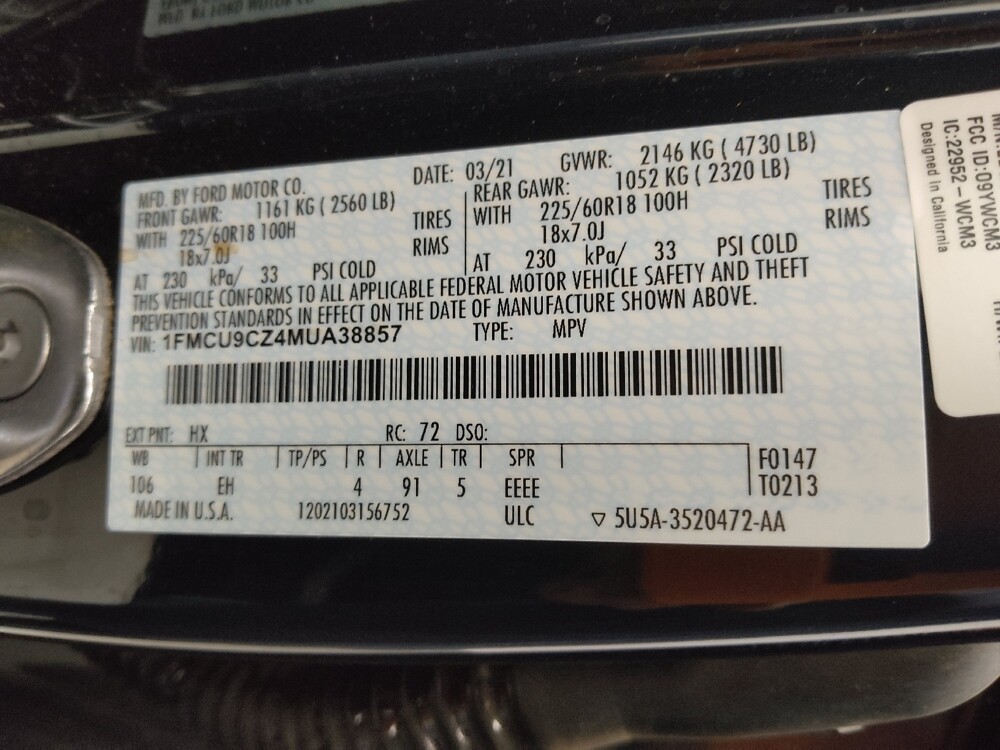 MFD. BY FORD MOTOR CO.
DATE: 03/21
GVWR: 2146 KG ( 4730 LB)
FRONT GAWR: 1161 KG ( 2560 LB)
REAR GAWR: 1052 KG ( 2320 LB)
WITH 225/60R18 100H TIRES
WITH 225/60R18 100H TIRES
18x7.0J RIMS
18x7.0J RIMS
AT 230 kPa/ 33 PSI COLD
AT 230 kPa/ 33 PSI COLD
THIS VEHICLE CONFORMS TO ALL APPLICABLE FEDERAL MOTOR VEHICLE SAFETY AND THEFT
PREVENTION STANDARDS IN EFFECT ON THE DATE OF MANUFACTURE SHOWN ABOVE.
VIN: 1FMCU9CZ4MUA38857 TYPE: MPV
EXT PNT: HX RC: 72 DSO:
WB INT TR TP/PS R AXLE TR SPR F0147
106 EH 4 91 5 EEEE T0213
MADE IN U.S.A. 1202103156752 ULC ▽ 5U5A-3520472-AA
FCC ID:O9YWCM3
IC:22952-WCM3
Designed In California